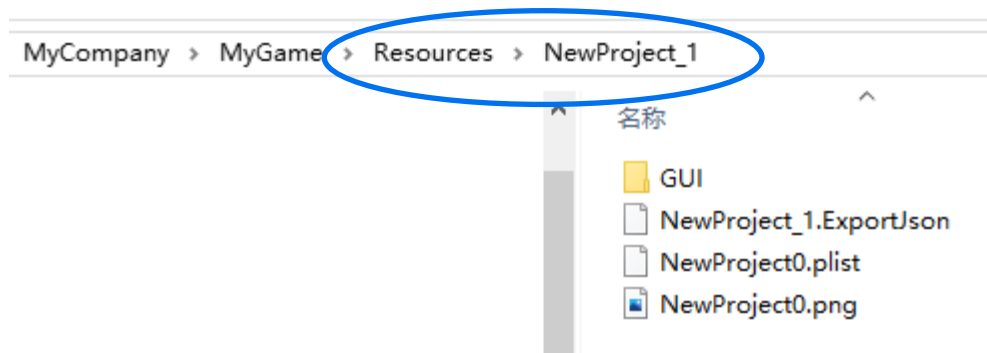 MyCompany > MyGame > Resources > NewProject_1
名称
GUI
NewProject_1.ExportJson
NewProject0.plist
NewProject0.png